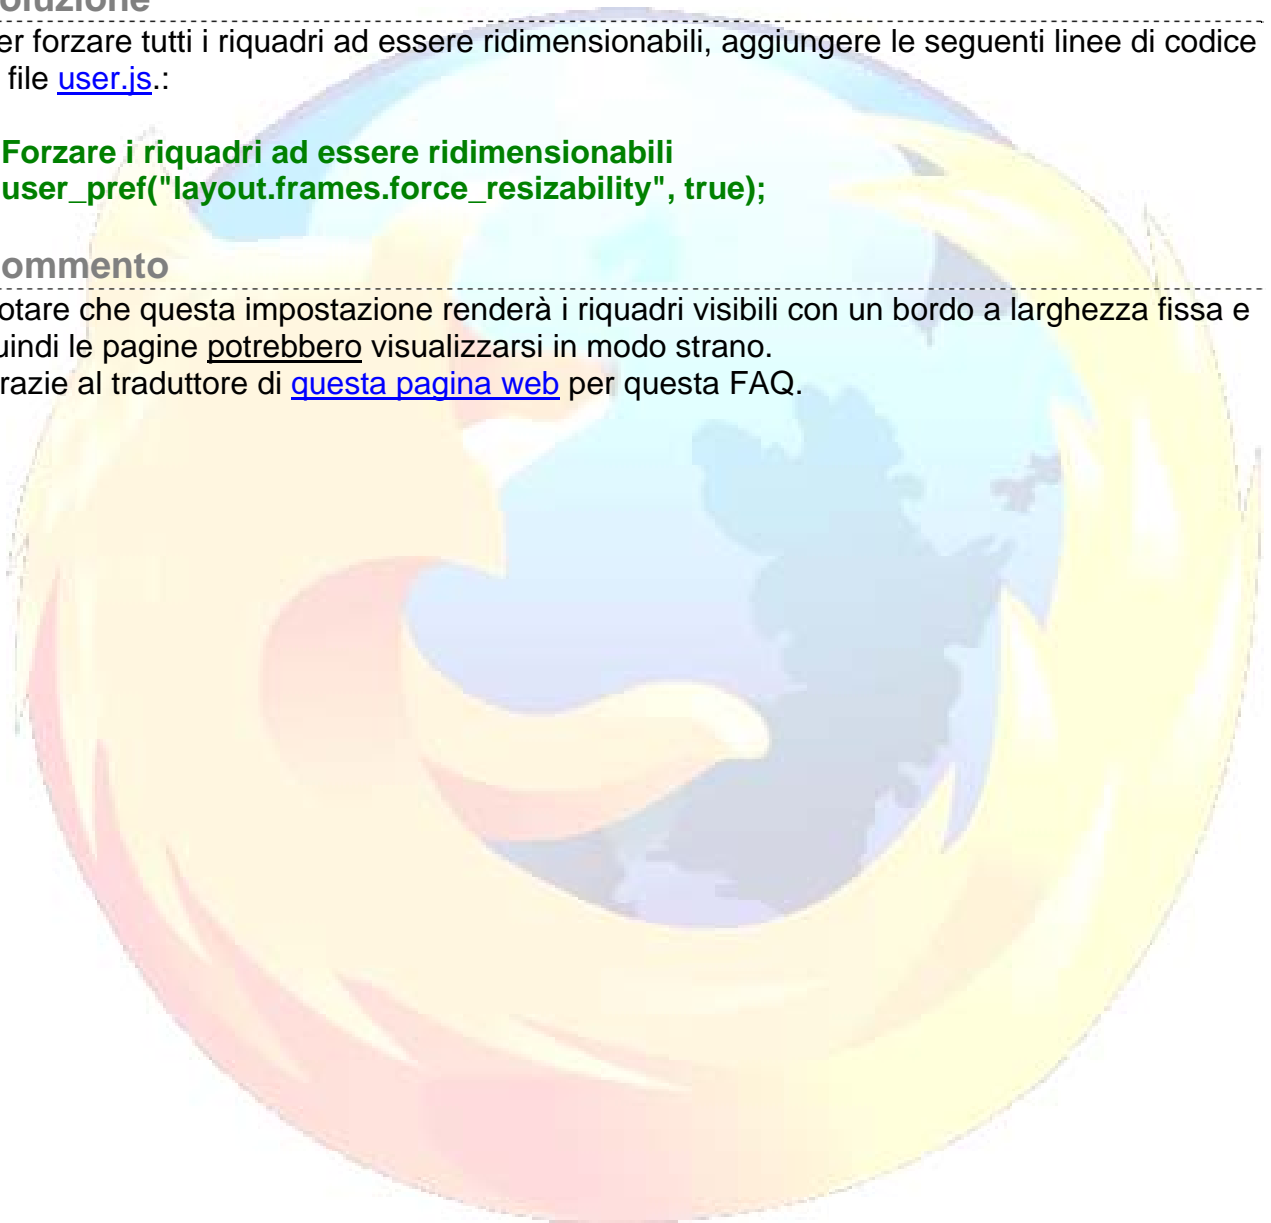 oluzione
er forzare tutti i riquadri ad essere ridimensionabili, aggiungere le seguenti linee di codice
file user.js.:
Forzare i riquadri ad essere ridimensionabili
user_pref("layout.frames.force_resizability", true);
ommento
otare che questa impostazione renderà i riquadri visibili con un bordo a larghezza fissa e
uindi le pagine potrebbero visualizzarsi in modo strano.
razie al traduttore di questa pagina web per questa FAQ.